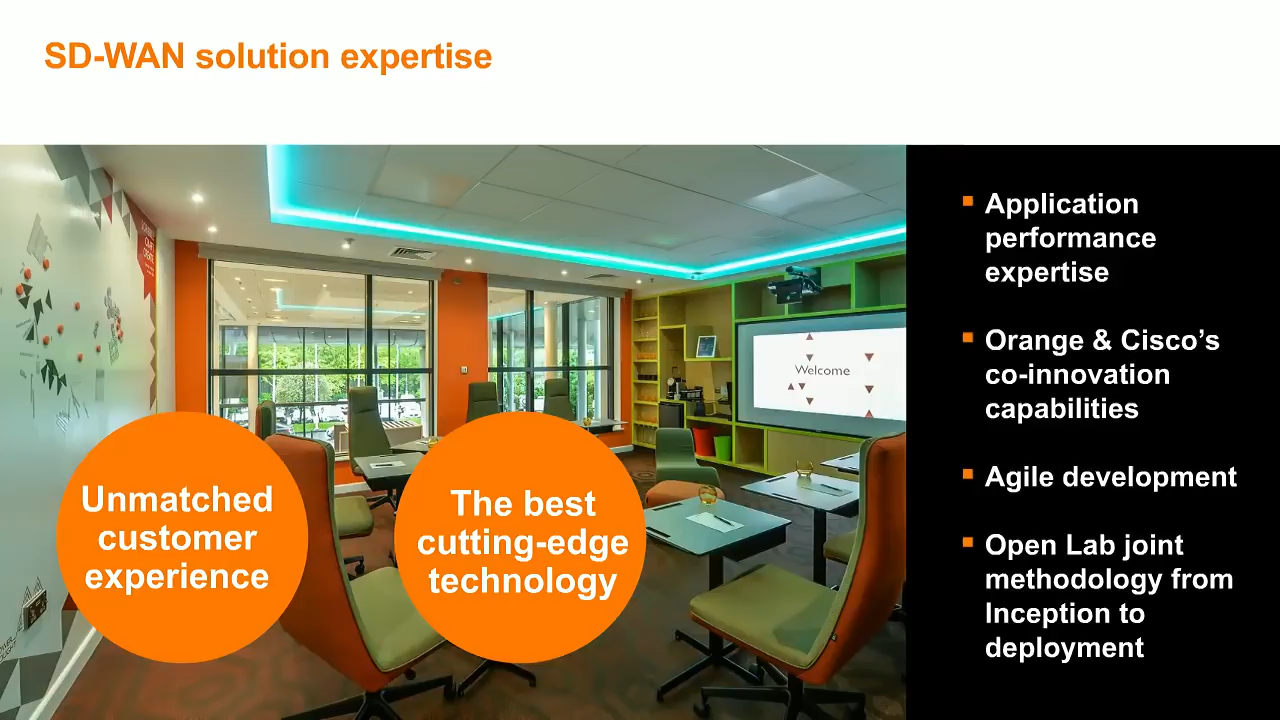 SD-WAN solution expertise
Unmatched
customer
experience
The best
cutting-edge
technology
Welcome
▪ Application
performance
expertise
▪ Orange & Cisco’s
co-innovation
capabilities
▪ Agile development
▪ Open Lab joint
methodology from
Inception to
deployment